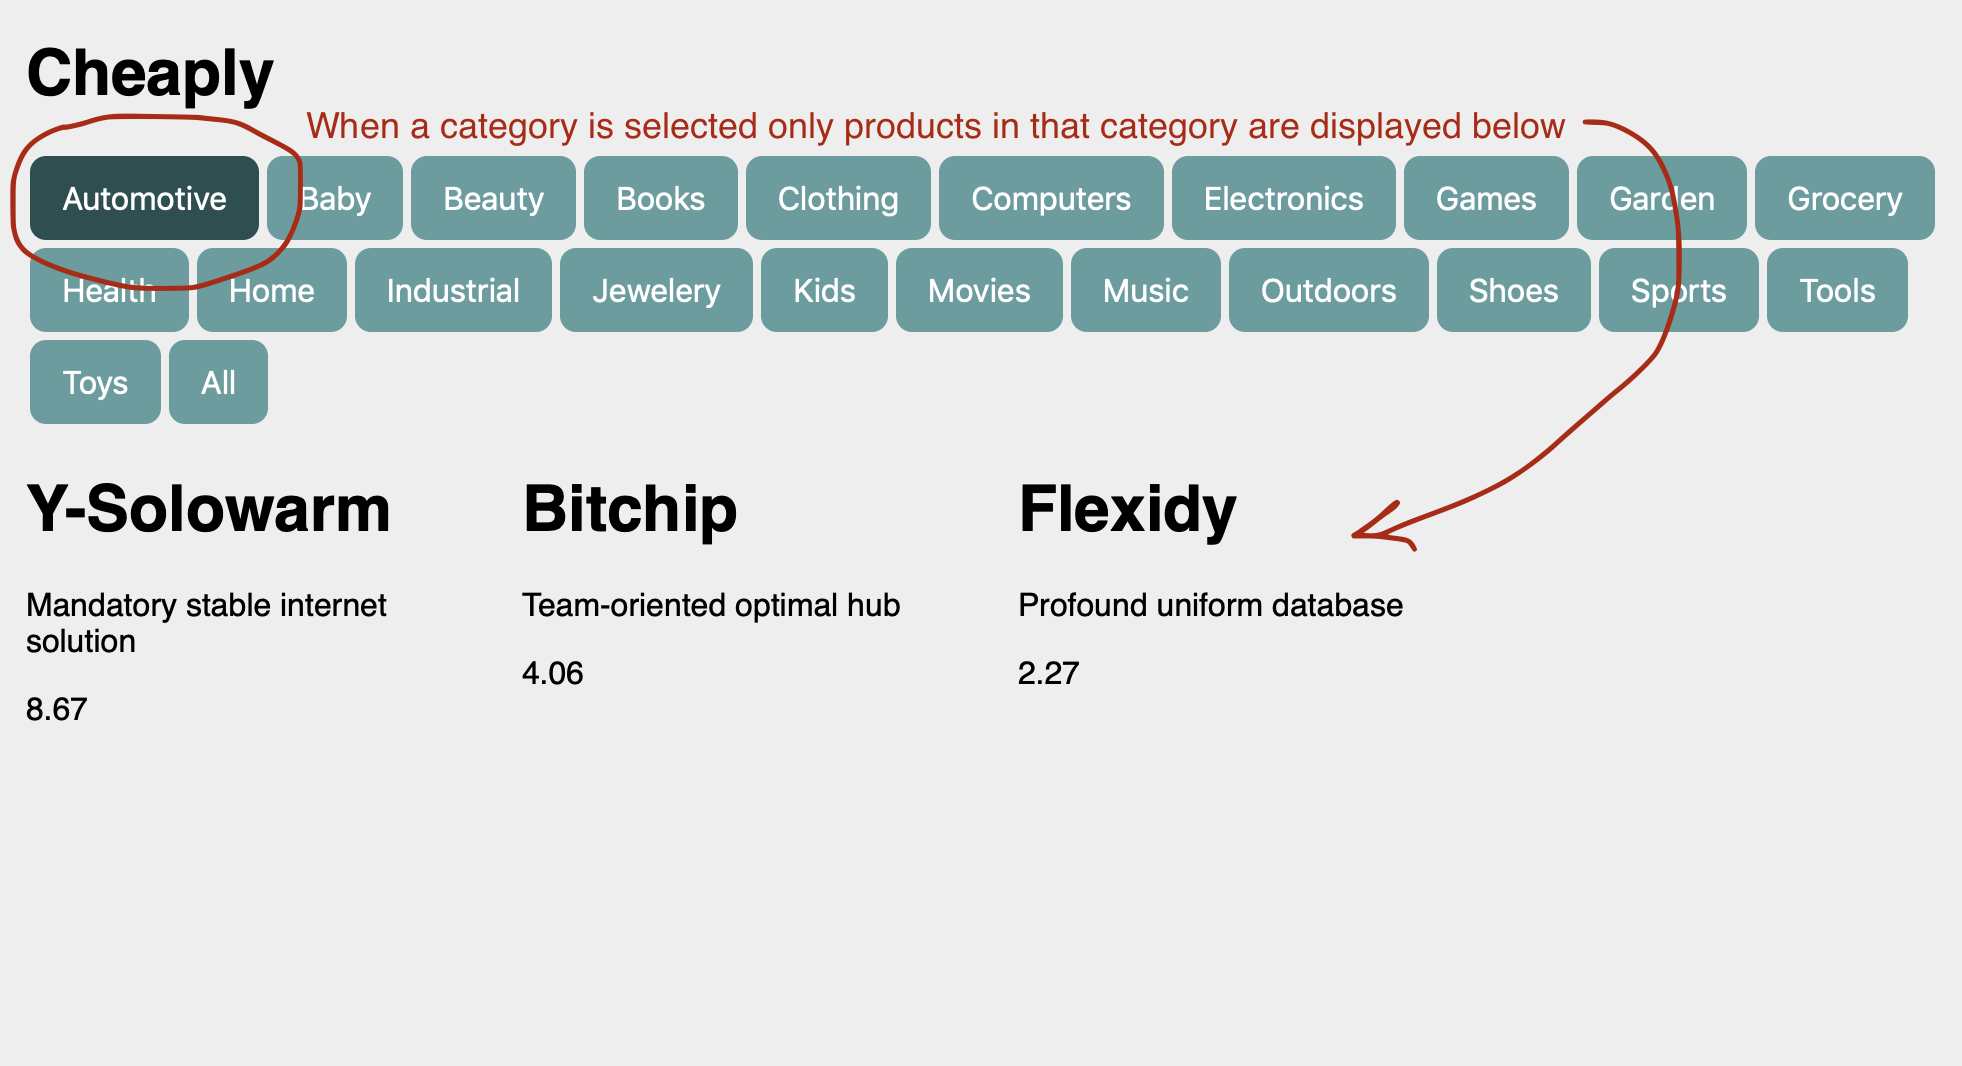 Cheaply
When a category is selected only products in that category are displayed below
Automotive Baby Beauty Books Clothing Computers Electronics Games Garden Grocery
Health Home Industrial Jewelery Kids Movies Music Outdoors Shoes Sports Tools
Toys All
Y-Solowarm
Mandatory stable internet
solution
8.67
Bitchip
Team-oriented optimal hub
4.06
Flexidy
Profound uniform database
2.27